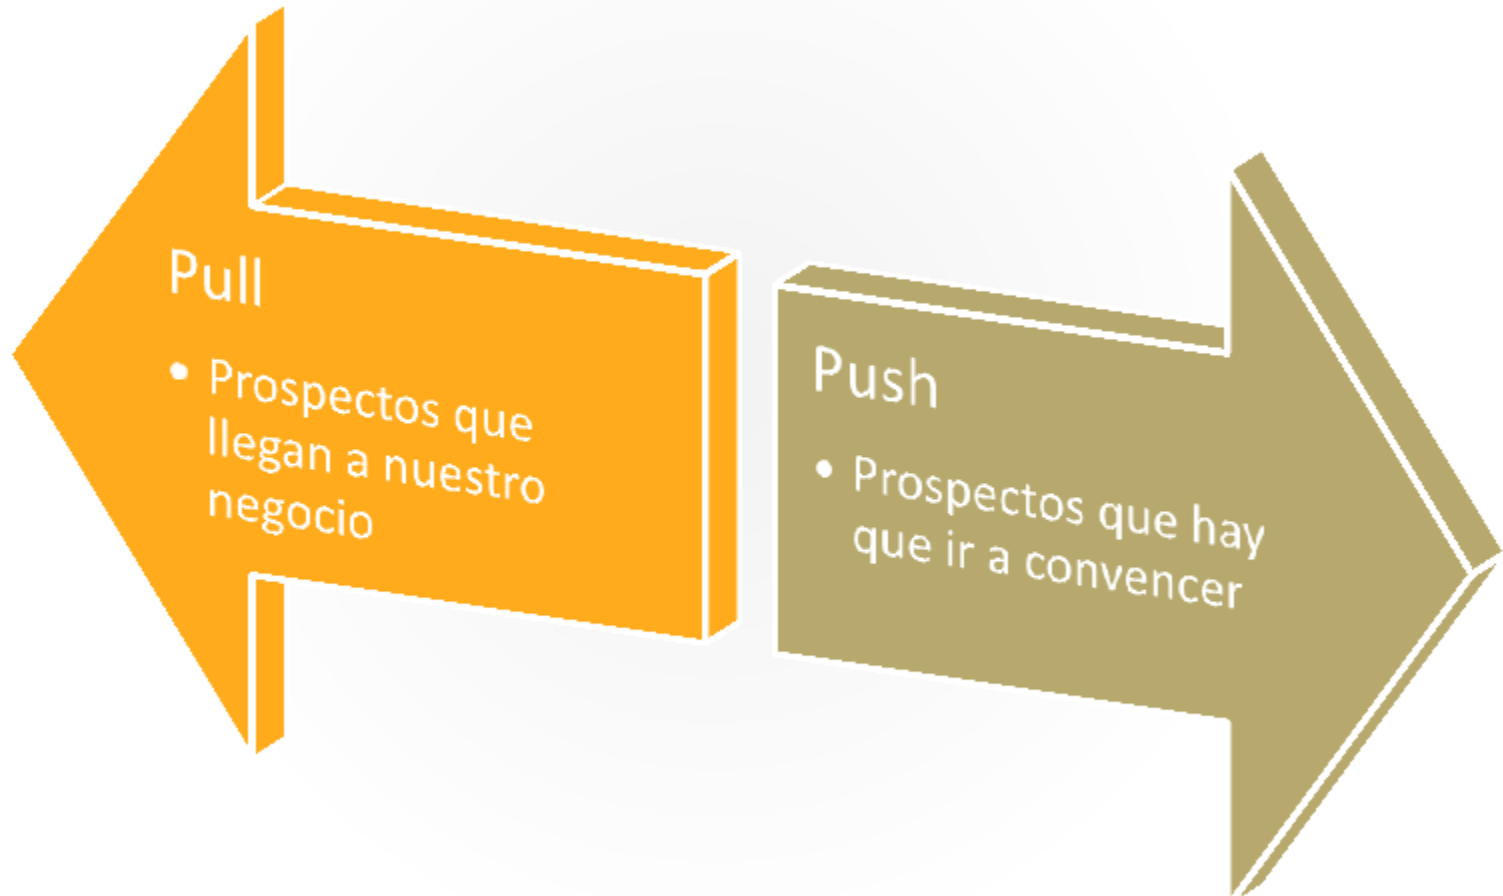 Pull
• Prospectos que
llegan a nuestro
negocio
Push
• Prospectos que hay
que ir a convencer